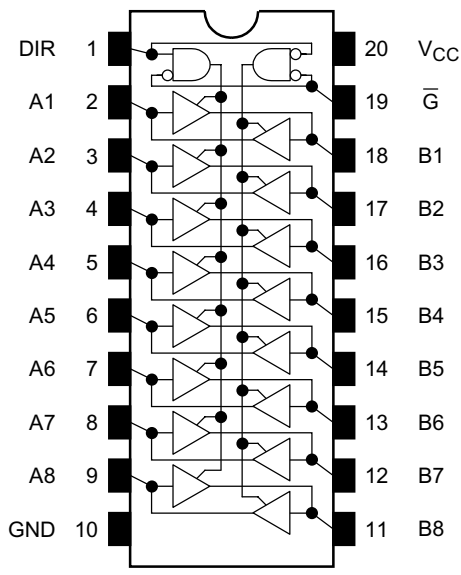 DIR 1 20 V_CC
A1 2 19 G̅
A2 3 18 B1
A3 4 17 B2
A4 5 16 B3
A5 6 15 B4
A6 7 14 B5
A7 8 13 B6
A8 9 12 B7
GND 10 11 B8